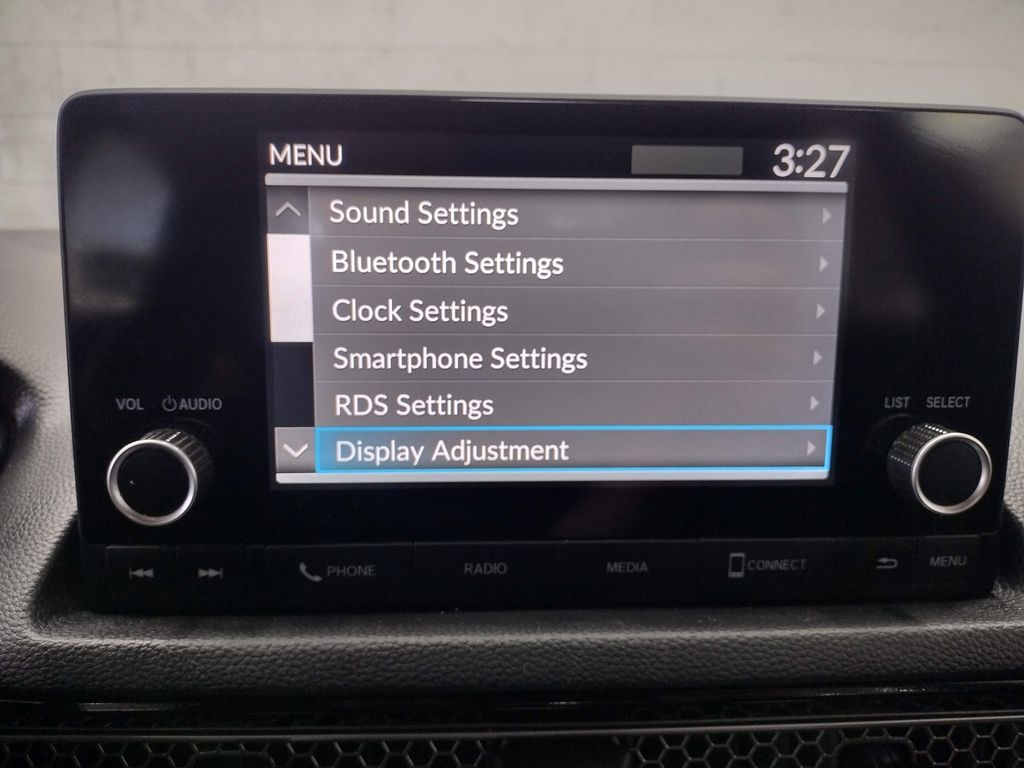 MENU 3:27
Sound Settings
Bluetooth Settings
Clock Settings
Smartphone Settings
RDS Settings
Display Adjustment
VOL AUDIO
LIST SELECT
PHONE RADIO MEDIA CONNECT MENU